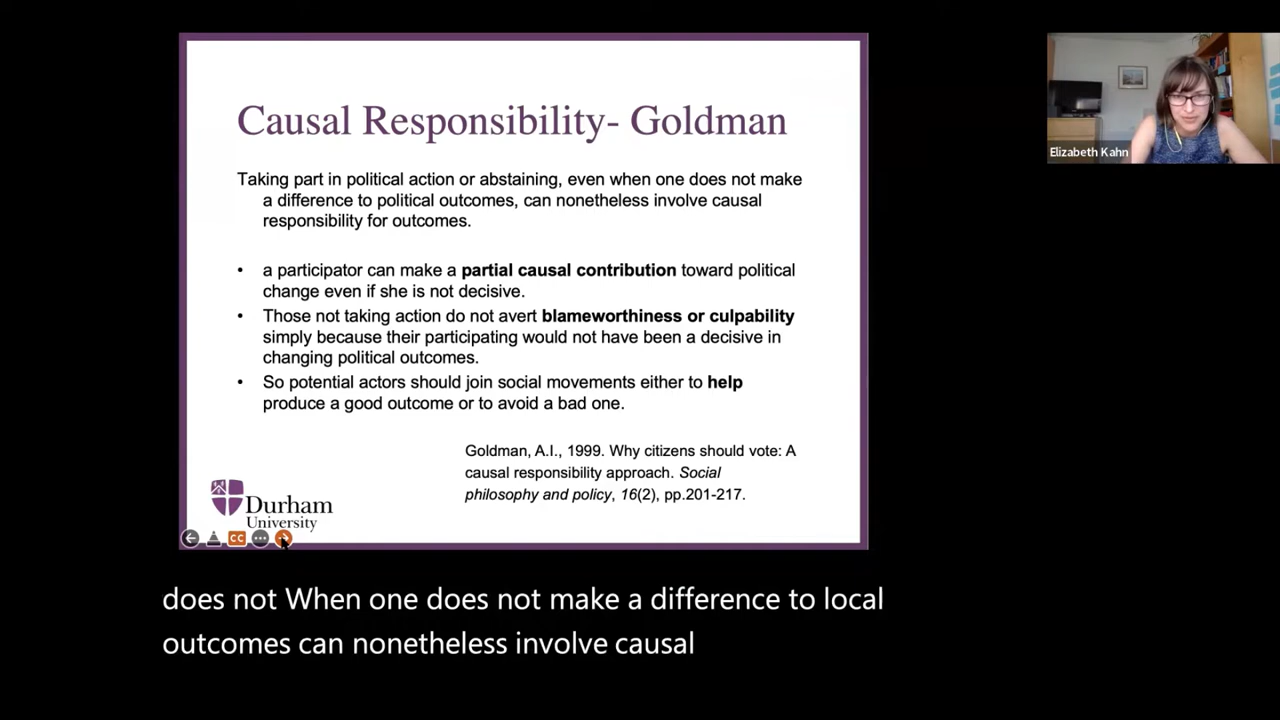 Causal Responsibility- Goldman
Taking part in political action or abstaining, even when one does not make
a difference to political outcomes, can nonetheless involve causal
responsibility for outcomes.
• a participator can make a partial causal contribution toward political
change even if she is not decisive.
• Those not taking action do not avert blameworthiness or culpability
simply because their participating would not have been a decisive in
changing political outcomes.
• So potential actors should join social movements either to help
produce a good outcome or to avoid a bad one.
Goldman, A.I., 1999. Why citizens should vote: A
causal responsibility approach. Social
philosophy and policy, 16(2), pp.201-217.
Durham
University
CC
Elizabeth Kahn
does not When one does not make a difference to local
outcomes can nonetheless involve causal